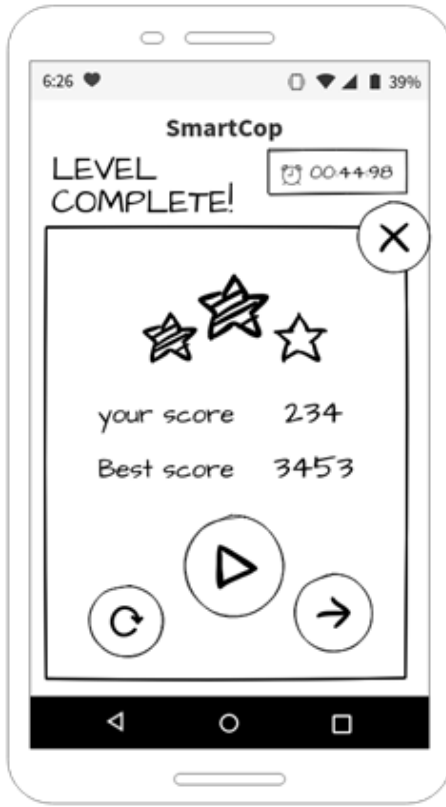 6:26 39%
SmartCop
LEVEL
COMPLETE!
00:44:98
your score 234
Best score 3453